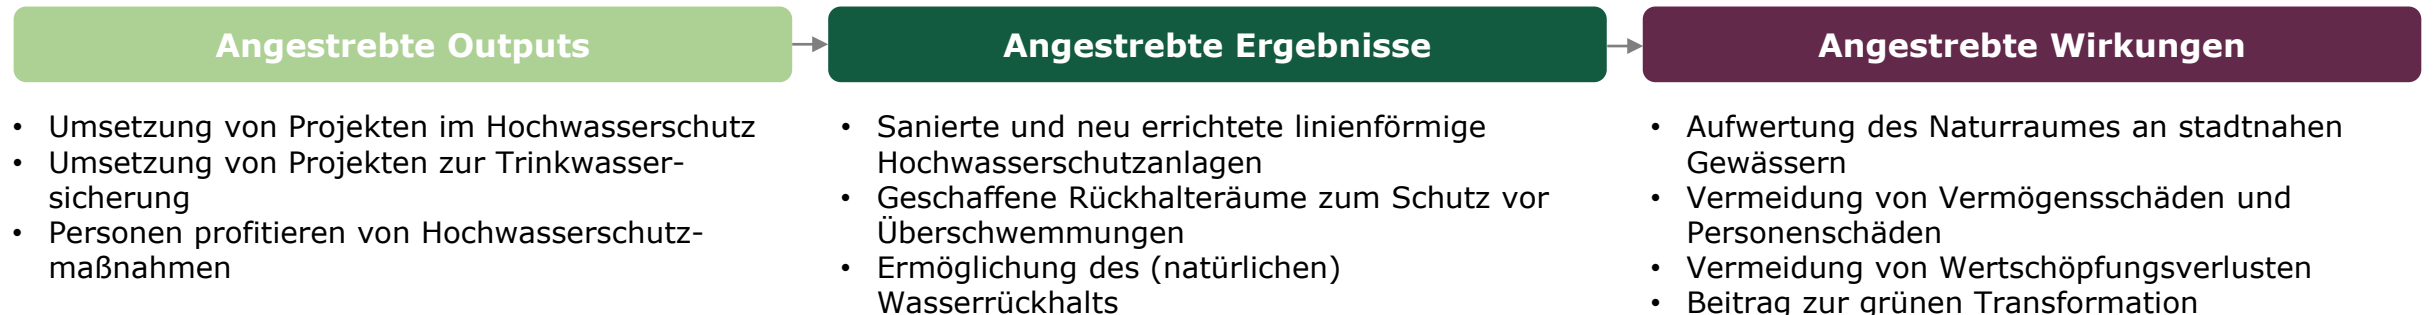 Angestrebte Outputs
• Umsetzung von Projekten im Hochwasserschutz
• Umsetzung von Projekten zur Trinkwasser-
sicherung
• Personen profitieren von Hochwasserschutz-
maßnahmen
Angestrebte Ergebnisse
• Sanierte und neu errichtete linienförmige
Hochwasserschutzanlagen
• Geschaffene Rückhalteräume zum Schutz vor
Überschwemmungen
• Ermöglichung des (natürlichen)
Wasserrückhalts
Angestrebte Wirkungen
• Aufwertung des Naturraumes an stadtnahen
Gewässern
• Vermeidung von Vermögensschäden und
Personenschäden
• Vermeidung von Wertschöpfungsverlusten
• Beitrag zur grünen Transformation